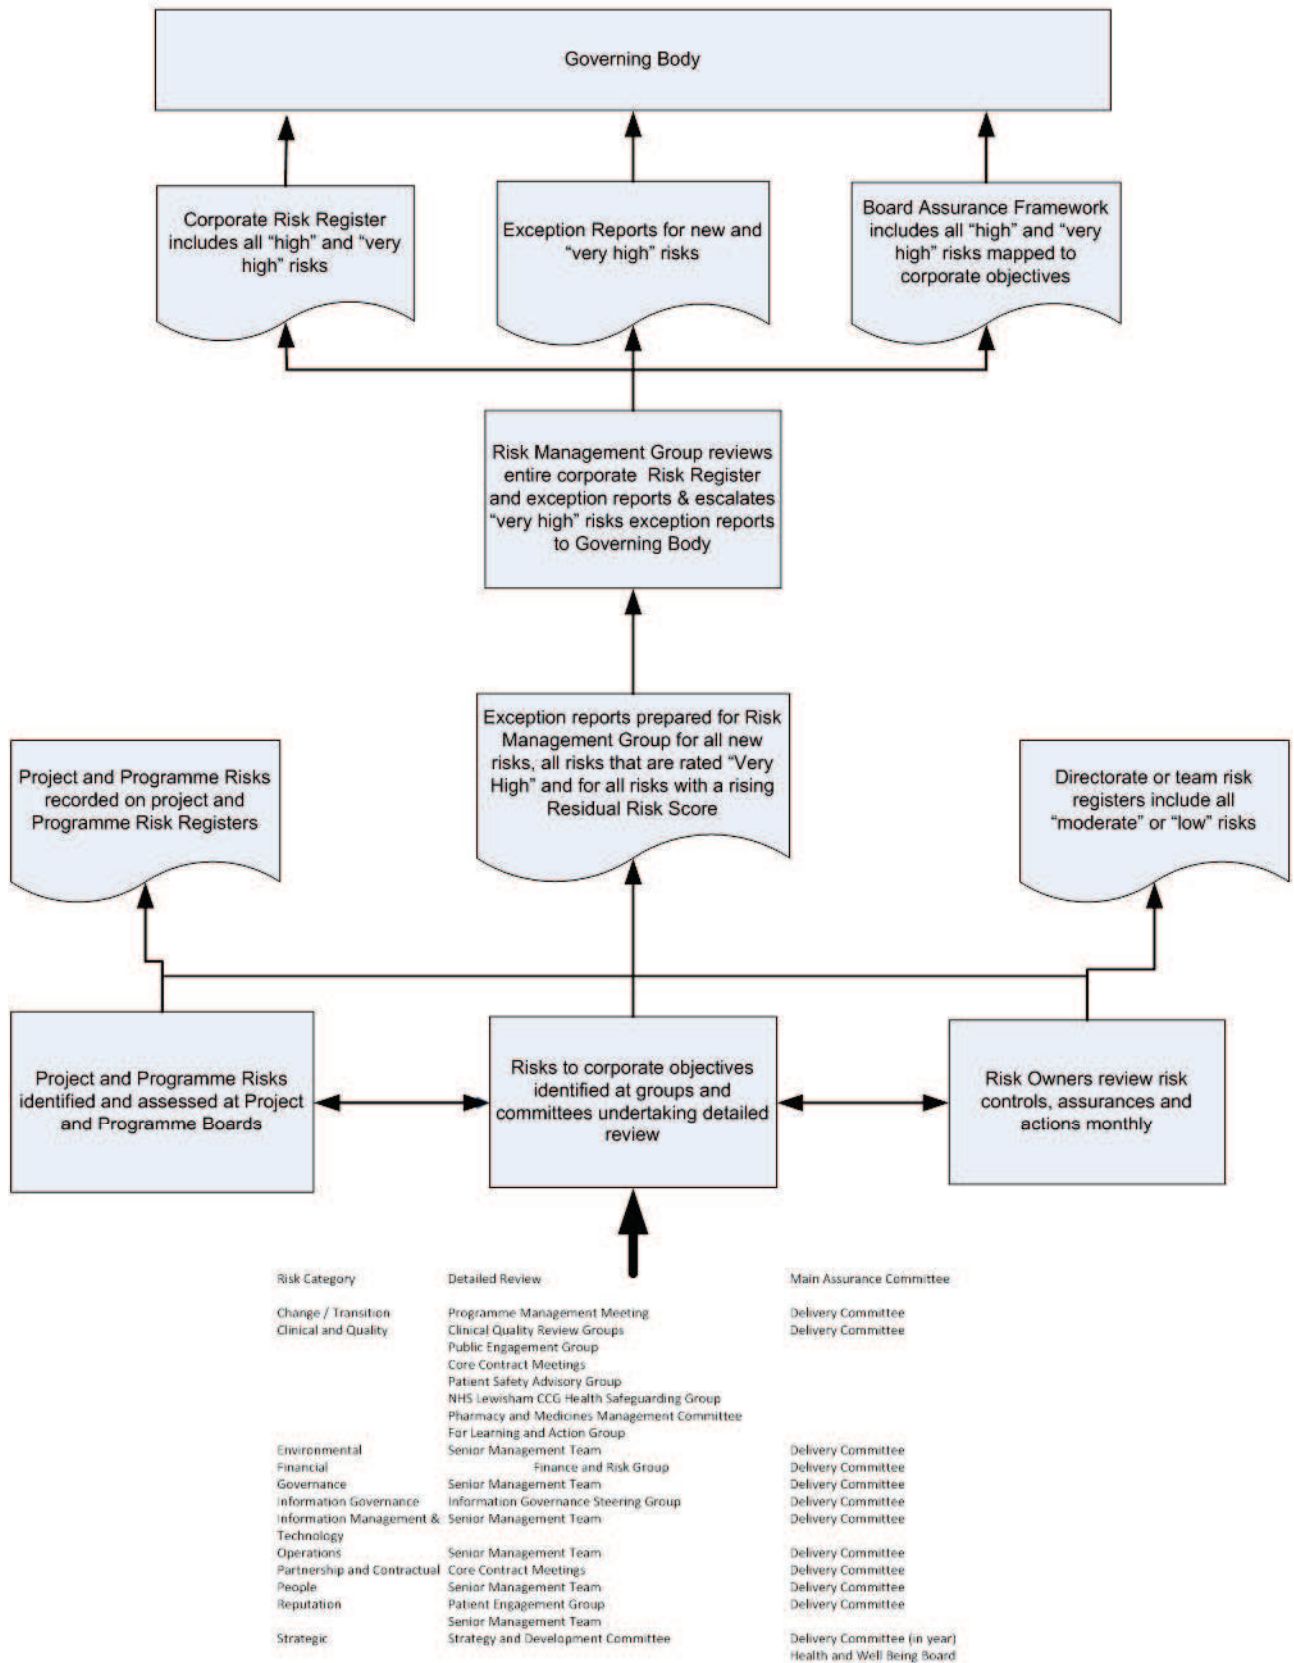 Governing Body
Corporate Risk Register
includes all “high” and “very
high” risks
Exception Reports for new and
“very high” risks
Board Assurance Framework
includes all “high” and “very
high” risks mapped to
corporate objectives
Risk Management Group reviews
entire corporate Risk Register
and exception reports & escalates
“very high” risks exception reports
to Governing Body
Project and Programme Risks
recorded on project and
Programme Risk Registers
Exception reports prepared for Risk
Management Group for all new
risks, all risks that are rated “Very
High” and for all risks with a rising
Residual Risk Score
Directorate or team risk
registers include all
“moderate” or “low” risks
Project and Programme Risks
identified and assessed at Project
and Programme Boards
Risks to corporate objectives
identified at groups and
committees undertaking detailed
review
Risk Owners review risk
controls, assurances and
actions monthly
Risk Category Detailed Review Main Assurance Committee
Change / Transition Programme Management Meeting Delivery Committee
Clinical and Quality Clinical Quality Review Groups Delivery Committee
Public Engagement Group
Core Contract Meetings
Patient Safety Advisory Group
NHS Lewisham CCG Health Safeguarding Group
Pharmacy and Medicines Management Committee
For Learning and Action Group
Environmental Senior Management Team Delivery Committee
Financial Finance and Risk Group Delivery Committee
Governance Senior Management Team Delivery Committee
Information Governance Information Governance Steering Group Delivery Committee
Information Management & Senior Management Team Delivery Committee
Technology
Operations Senior Management Team Delivery Committee
Partnership and Contractual Core Contract Meetings Delivery Committee
People Senior Management Team Delivery Committee
Reputation Patient Engagement Group Delivery Committee
Senior Management Team
Strategic Strategy and Development Committee Delivery Committee (in year)
Health and Well Being Board